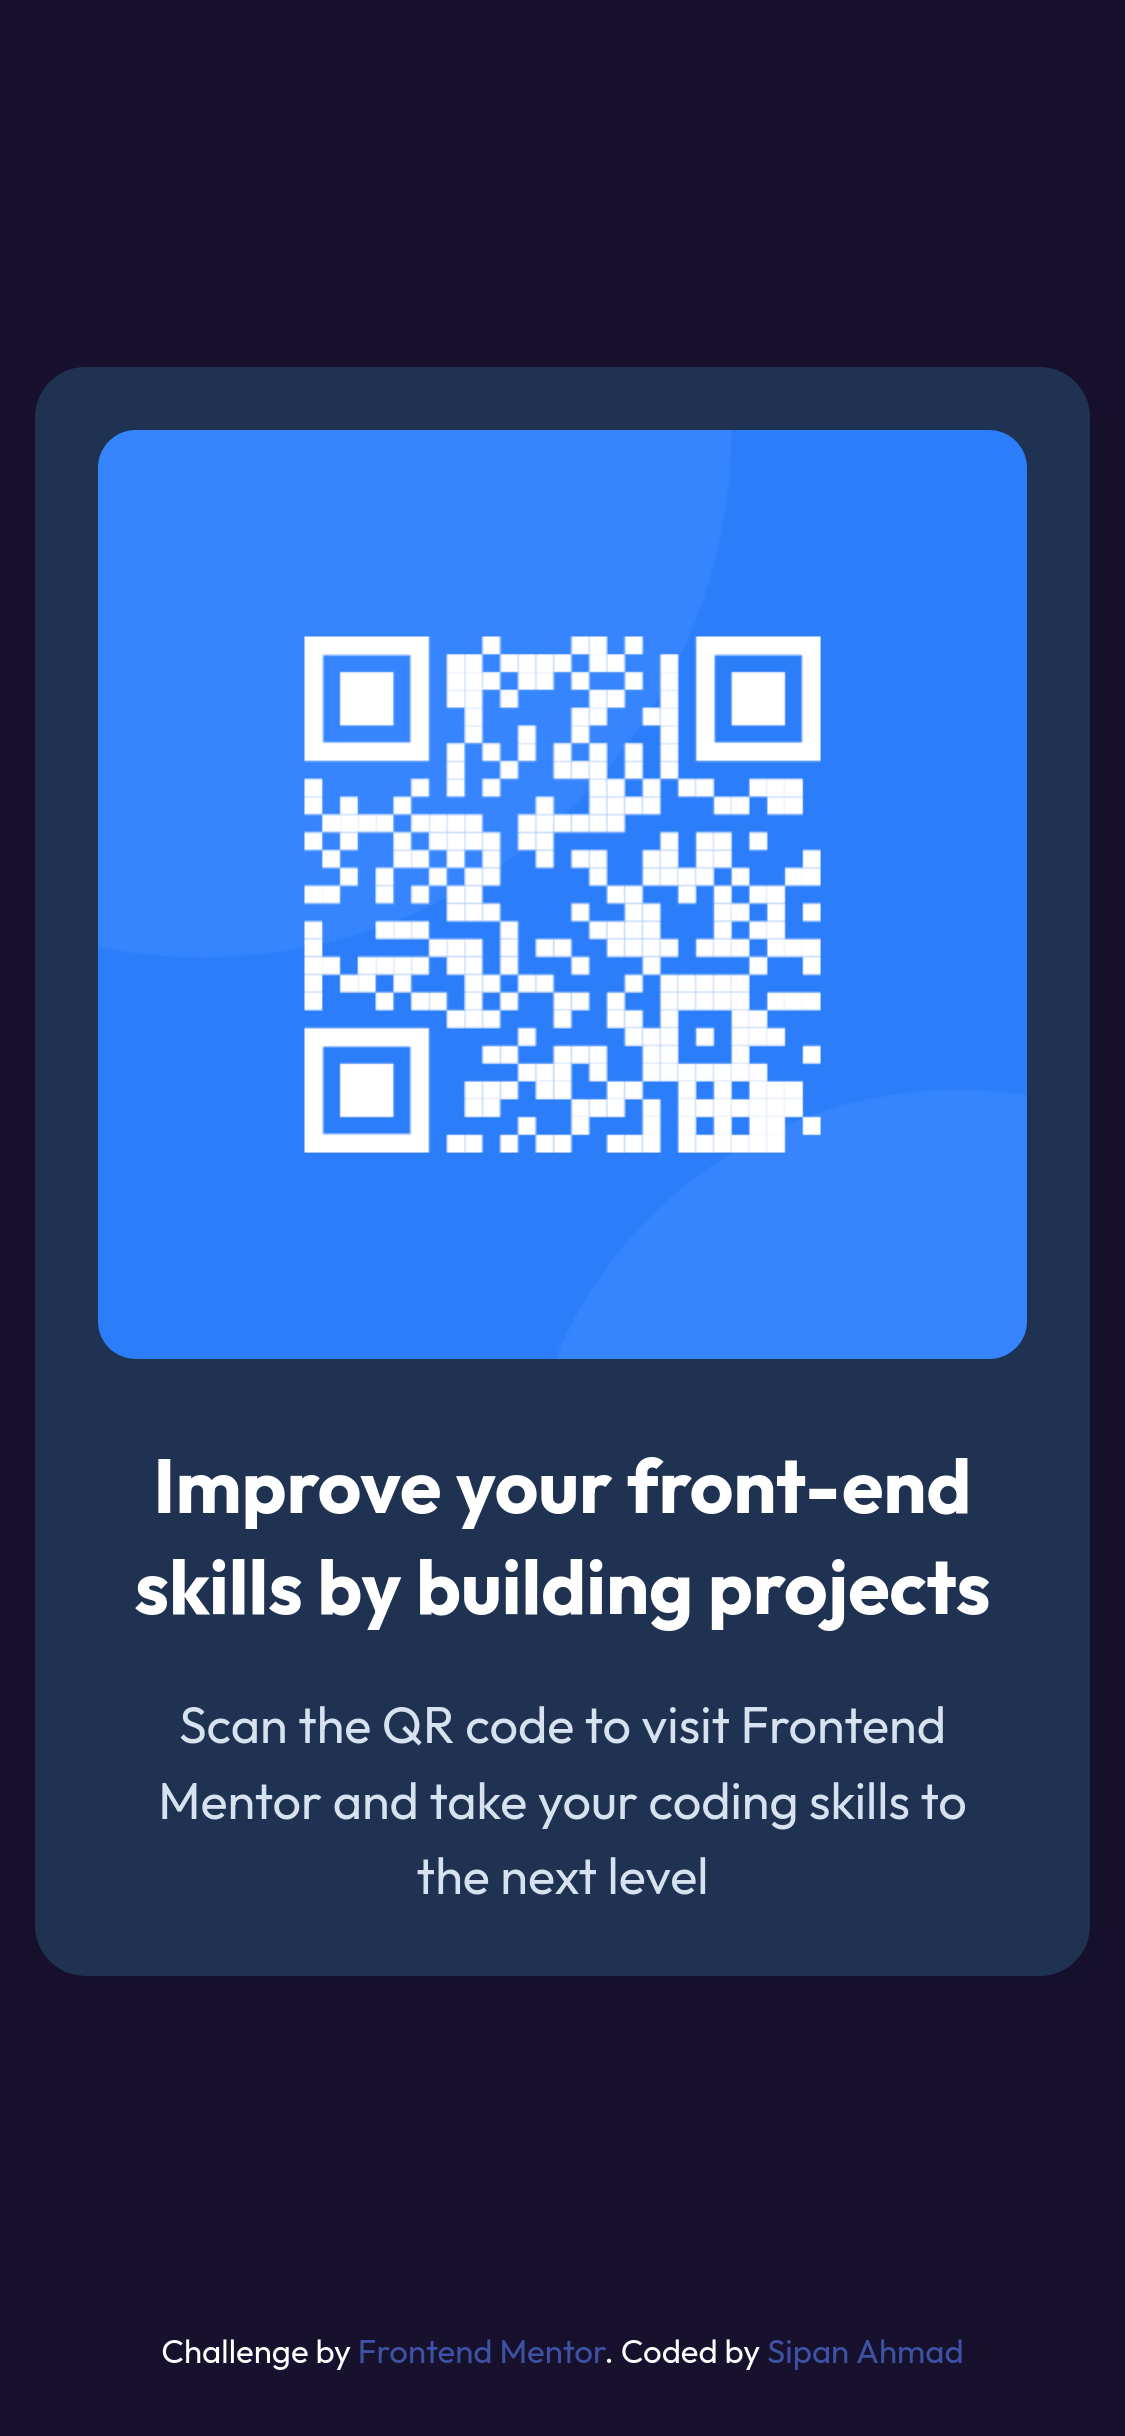 Improve your front-end
skills by building projects
Scan the QR code to visit Frontend
Mentor and take your coding skills to
the next level
Challenge by Frontend Mentor. Coded by Sipan Ahmad